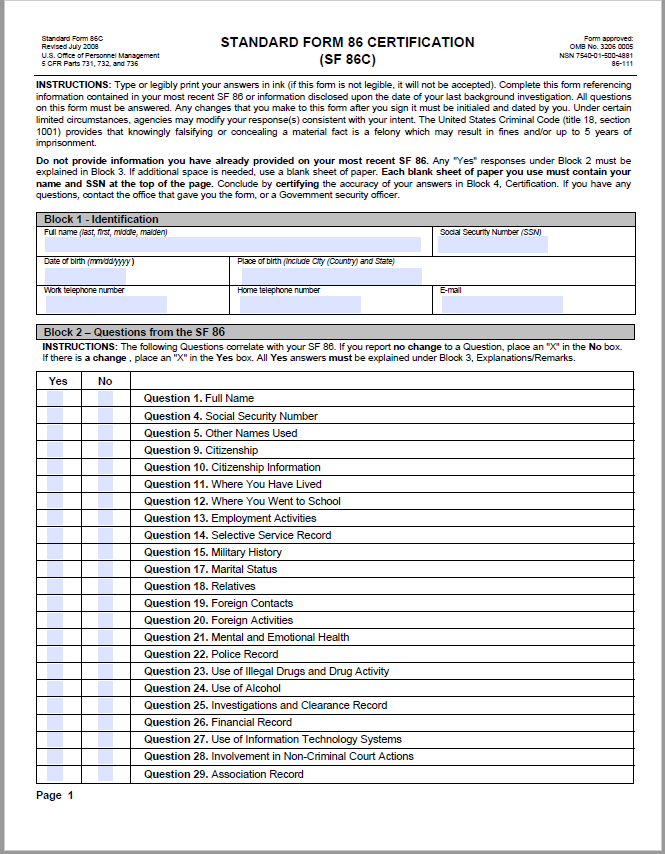 Standard Form 86C
Revised July 2008
U.S. Office of Personnel Management
5 CFR Parts 731, 732, and 736
STANDARD FORM 86 CERTIFICATION
(SF 86C)
Form approved:
OMB No. 3206 0005
NSN 7540-01-500-4881
86-111
INSTRUCTIONS: Type or legibly print your answers in ink (if this form is not legible, it will not be accepted). Complete this form referencing
information contained in your most recent SF 86 or information disclosed upon the date of your last background investigation. All questions
on this form must be answered. Any changes that you make to this form after you sign it must be initialed and dated by you. Under certain
limited circumstances, agencies may modify your response(s) consistent with your intent. The United States Criminal Code (title 18, section
1001) provides that knowingly falsifying or concealing a material fact is a felony which may result in fines and/or up to 5 years of
imprisonment.
Do not provide information you have already provided on your most recent SF 86. Any "Yes" responses under Block 2 must be
explained in Block 3. If additional space is needed, use a blank sheet of paper. Each blank sheet of paper you use must contain your
name and SSN at the top of the page. Conclude by certifying the accuracy of your answers in Block 4, Certification. If you have any
questions, contact the office that gave you the form, or a Government security officer.
Block 1 - Identification
Full name (last, first, middle, maiden)
Social Security Number (SSN)
Date of birth (mm/dd/yyyy )
Place of birth (Include City (Country) and State)
Work telephone number
Home telephone number
E-mail
Block 2 – Questions from the SF 86
INSTRUCTIONS: The following Questions correlate with your SF 86. If you report no change to a Question, place an "X" in the No box.
If there is a change , place an "X" in the Yes box. All Yes answers must be explained under Block 3, Explanations/Remarks.
Yes No
Question 1. Full Name
Question 4. Social Security Number
Question 5. Other Names Used
Question 9. Citizenship
Question 10. Citizenship Information
Question 11. Where You Have Lived
Question 12. Where You Went to School
Question 13. Employment Activities
Question 14. Selective Service Record
Question 15. Military History
Question 17. Marital Status
Question 18. Relatives
Question 19. Foreign Contacts
Question 20. Foreign Activities
Question 21. Mental and Emotional Health
Question 22. Police Record
Question 23. Use of Illegal Drugs and Drug Activity
Question 24. Use of Alcohol
Question 25. Investigations and Clearance Record
Question 26. Financial Record
Question 27. Use of Information Technology Systems
Question 28. Involvement in Non-Criminal Court Actions
Question 29. Association Record
Page 1